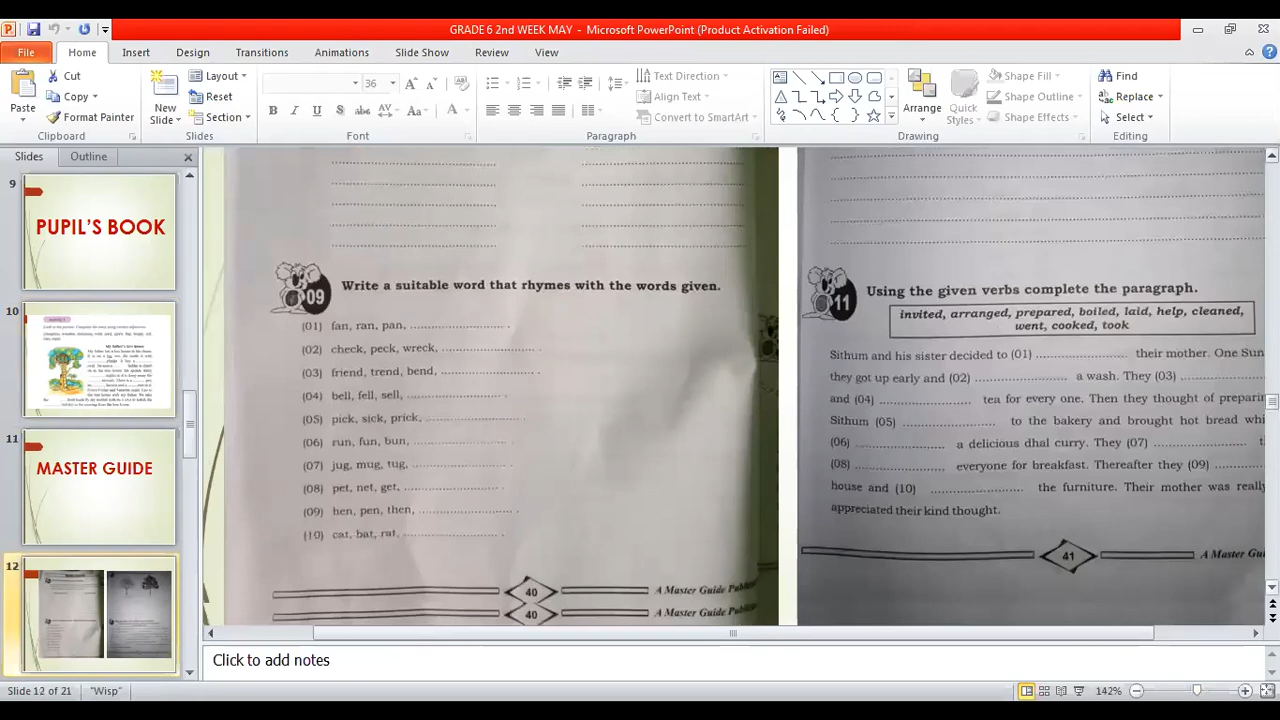 GRADE 6 2nd WEEK MAY - Microsoft PowerPoint (Product Activation Failed)
File Home Insert Design Transitions Animations Slide Show Review View
Paste
Cut
Copy
Format Painter
Clipboard
New Slide
Layout
Reset
Section
Slides
36
B I U S abc AV Aa A
Font
Text Direction
Align Text
Convert to SmartArt
Paragraph
Arrange
Quick Styles
Shape Fill
Shape Outline
Shape Effects
Drawing
Find
Replace
Select
Editing
Slides Outline
9
PUPIL'S BOOK
10
11
MASTER GUIDE
12
09 Write a suitable word that rhymes with the words given.
(01) fan, ran, pan, ..............................
(02) check, peck, wreck, ..............................
(03) friend, trend, bend, ..............................
(04) bell, fell, sell, ..............................
(05) pick, sick, prick, ..............................
(06) run, fun, bun, ..............................
(07) jug, mug, tug, ..............................
(08) pet, net, get, ..............................
(09) hen, pen, then, ..............................
(10) cat, bat, rat, ..............................
40 A Master Guide
40 A Master Guide
11 Using the given verbs complete the paragraph.
invited, arranged, prepared, boiled, laid, help, cleaned,
went, cooked, took
Sithum and his sister decided to (01) ........................ their mother. One Sun
they got up early and (02) ........................ a wash. They (03) ....................
and (04) ........................ tea for every one. Then they thought of preparin
Sithum (05) ........................ to the bakery and brought hot bread whi
(06) ........................ a delicious dhal curry. They (07) ........................ t
(08) ........................ everyone for breakfast. Thereafter they (09) ..............
house and (10) ........................ the furniture. Their mother was really
appreciated their kind thought.
41 A Master Gu
Click to add notes
Slide 12 of 21 "Wisp" 142%